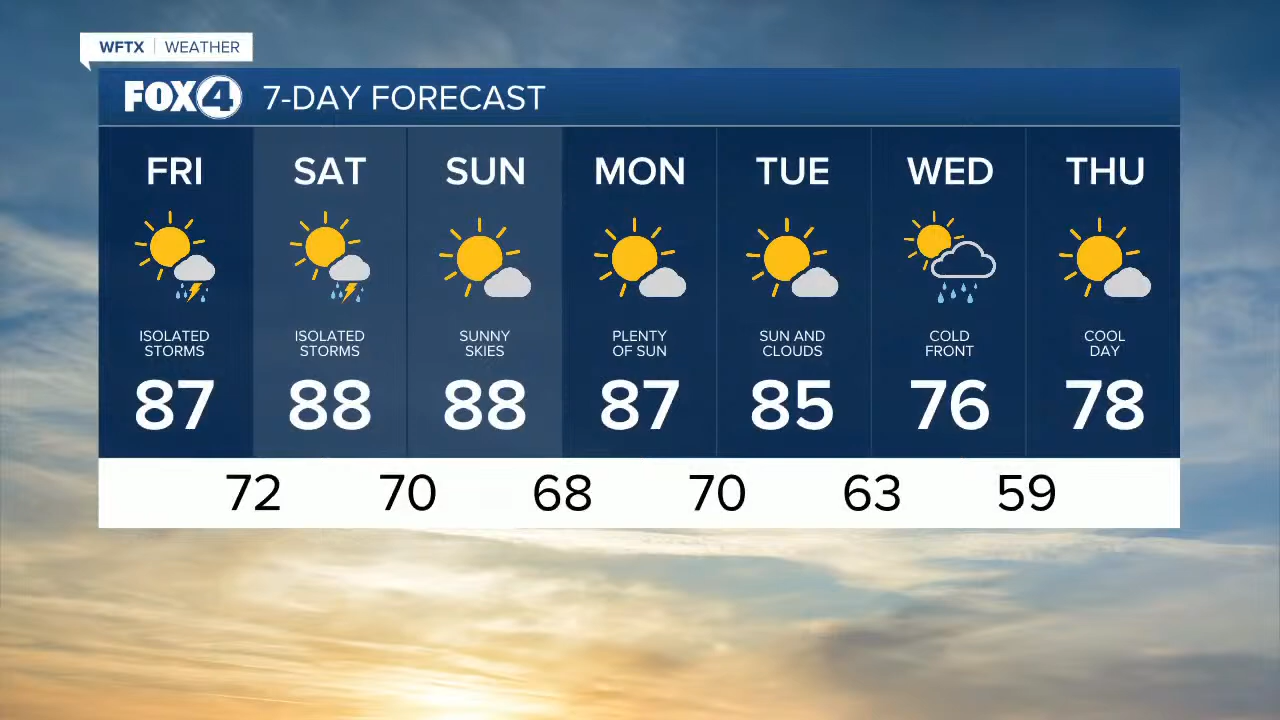 WFTX | WEATHER
FOX 4 7-DAY FORECAST
FRI SAT SUN MON TUE WED THU
ISOLATED STORMS
ISOLATED STORMS
SUNNY SKIES
PLENTY OF SUN
SUN AND CLOUDS
COLD FRONT
COOL DAY
87 88 88 87 85 76 78
72 70 68 70 63 59